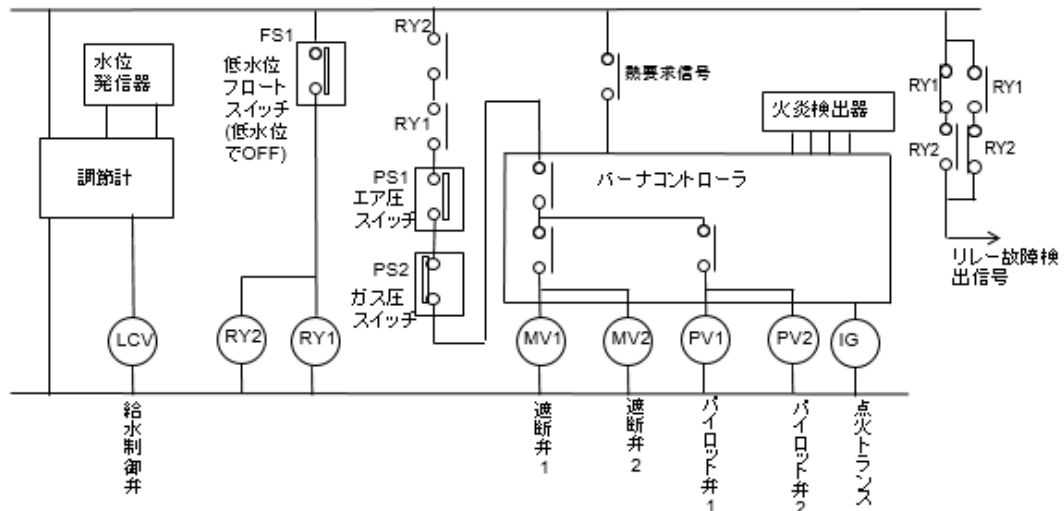 水位
発信器
調節計
LCV
給水制御弁
FS1
低水位
フロート
スイッチ
(低水位
でOFF)
RY2
RY1
RY2
RY1
PS1
エア圧
スイッチ
PS2
ガス圧
スイッチ
熱要求信号
火炎検出器
バーナコントローラ
MV1
MV2
PV1
PV2
IG
遮断弁1
遮断弁2
パイロット弁1
パイロット弁2
点火トランス
RY1
RY1
RY2
RY2
リレー故障検
出信号